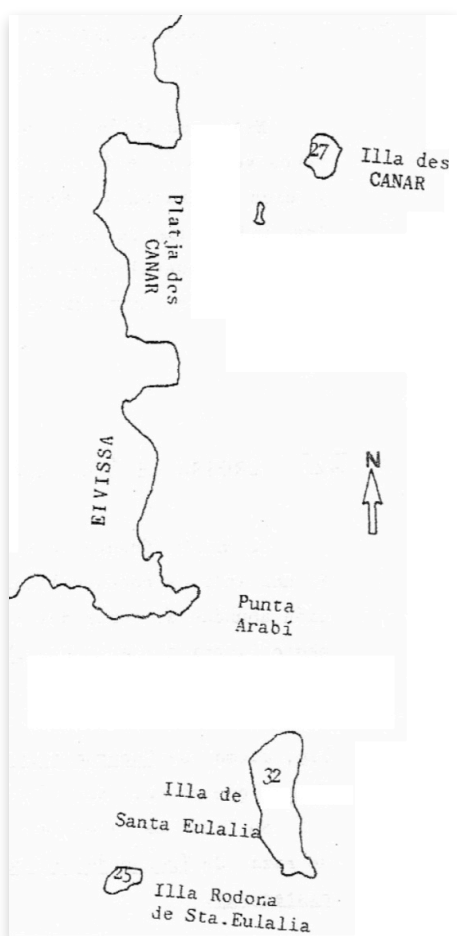 27
Illa des
CANAR
Platja des
CANAR
EIVISSA
N
Punta
Arabí
32
Illa de
Santa Eulalia
25
Illa Rodona
de Sta.Eulalia